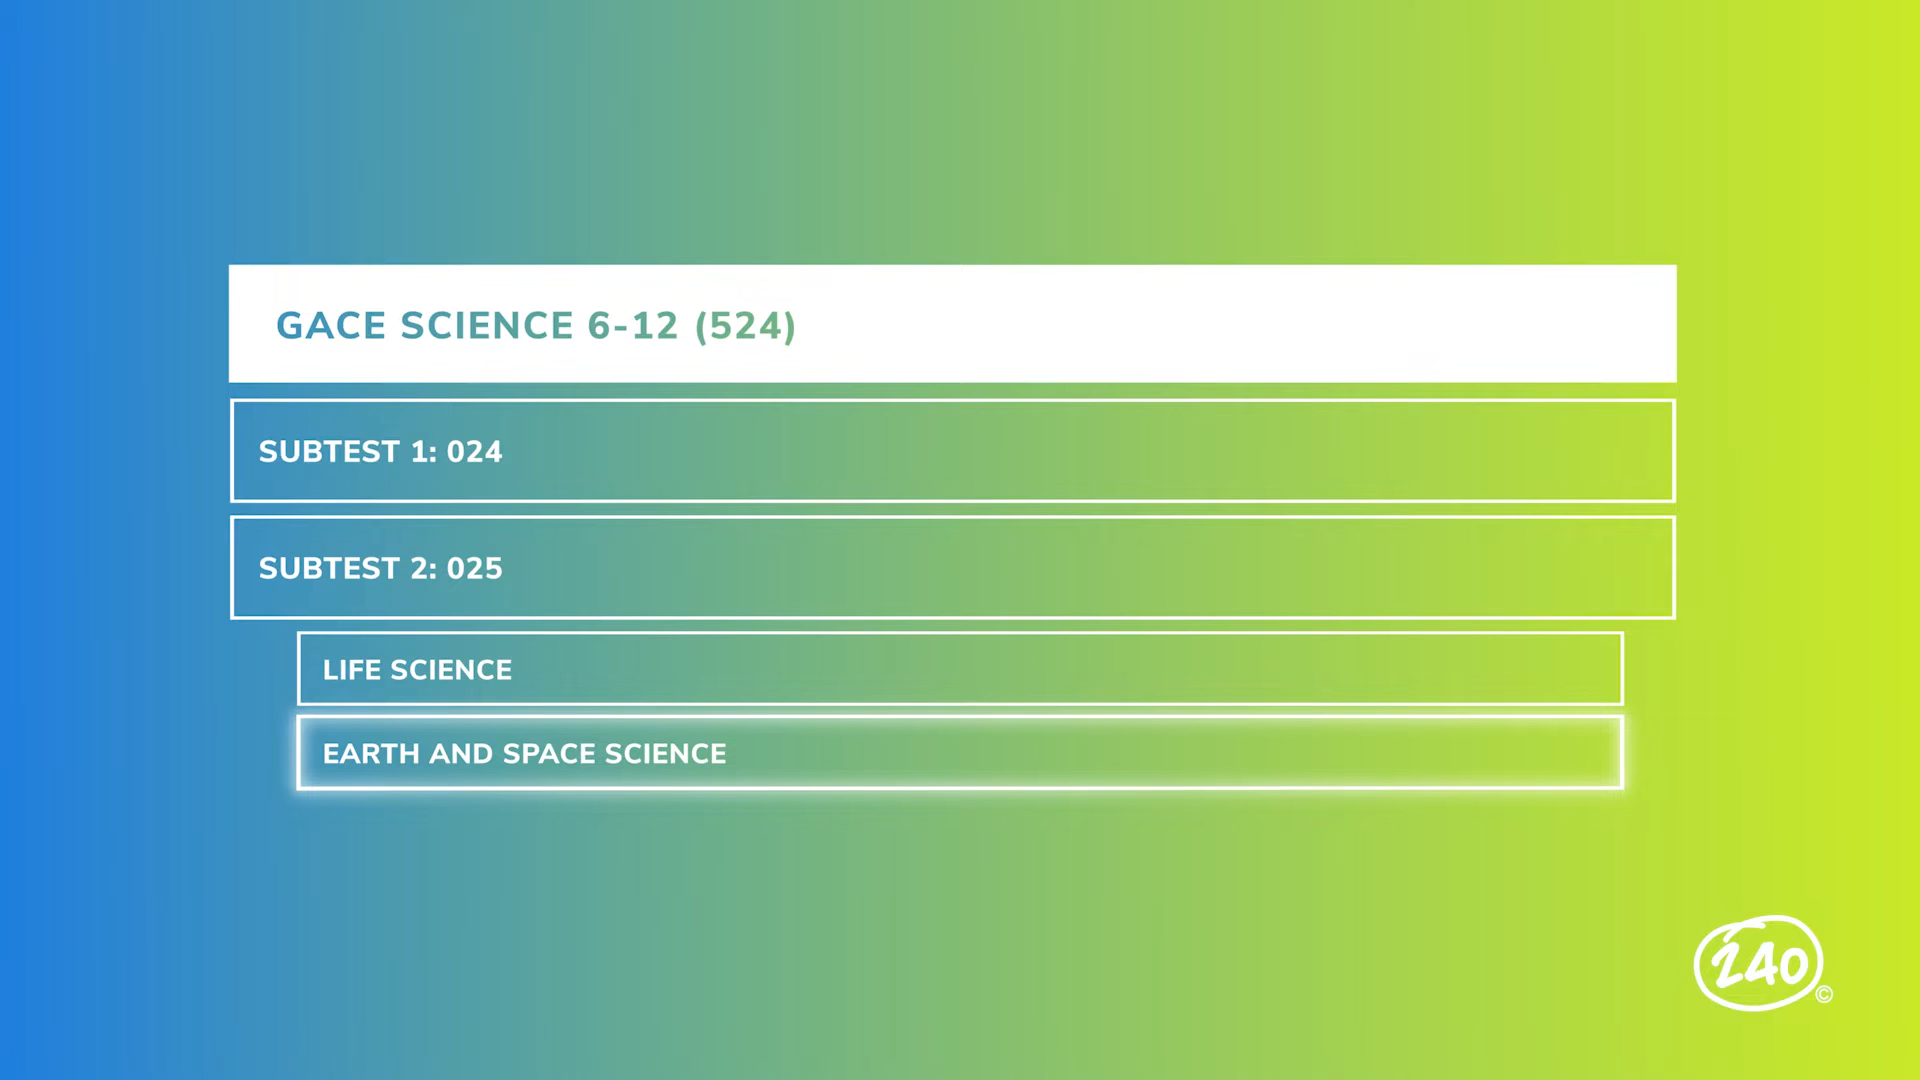 GACE SCIENCE 6-12 (524)
SUBTEST 1: 024
SUBTEST 2: 025
LIFE SCIENCE
EARTH AND SPACE SCIENCE
240
©